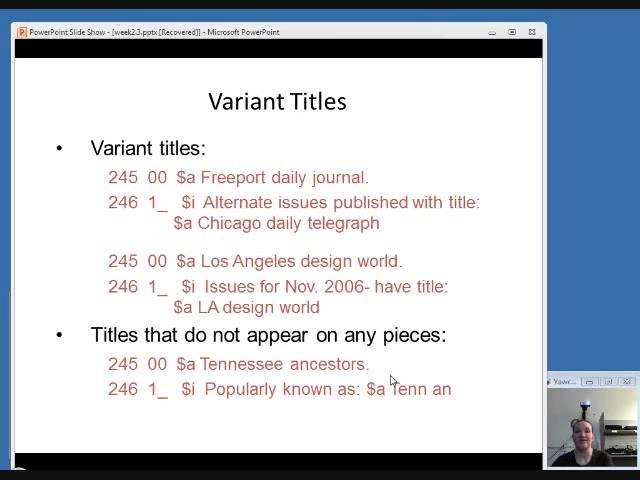 PowerPoint Slide Show - [week2.3.pptx [Recovered]] - Microsoft PowerPoint
Variant Titles
• Variant titles:
245 00 $a Freeport daily journal.
246 1_ $i Alternate issues published with title:
$a Chicago daily telegraph
245 00 $a Los Angeles design world.
246 1_ $i Issues for Nov. 2006- have title:
$a LA design world
• Titles that do not appear on any pieces:
245 00 $a Tennessee ancestors.
246 1_ $i Popularly known as: $a Tenn an